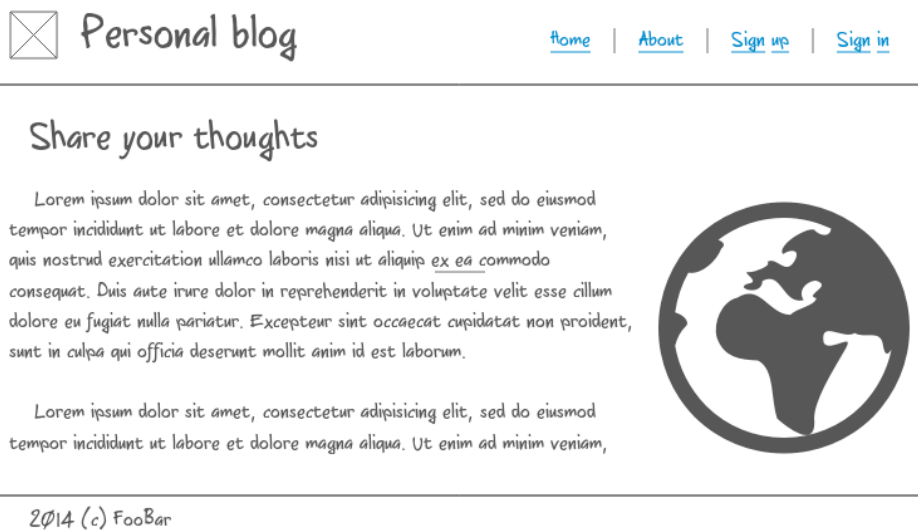 Personal blog
Home | About | Sign up | Sign in
Share your thoughts
Lorem ipsum dolor sit amet, consectetur adipisicing elit, sed do eiusmod
tempor incididunt ut labore et dolore magna aliqua. Ut enim ad minim veniam,
quis nostrud exercitation ullamco laboris nisi ut aliquip ex ea commodo
consequat. Duis aute irure dolor in reprehenderit in voluptate velit esse cillum
dolore eu fugiat nulla pariatur. Excepteur sint occaecat cupidatat non proident,
sunt in culpa qui officia deserunt mollit anim id est laborum.
Lorem ipsum dolor sit amet, consectetur adipisicing elit, sed do eiusmod
tempor incididunt ut labore et dolore magna aliqua. Ut enim ad minim veniam,
2014 (c) FooBar